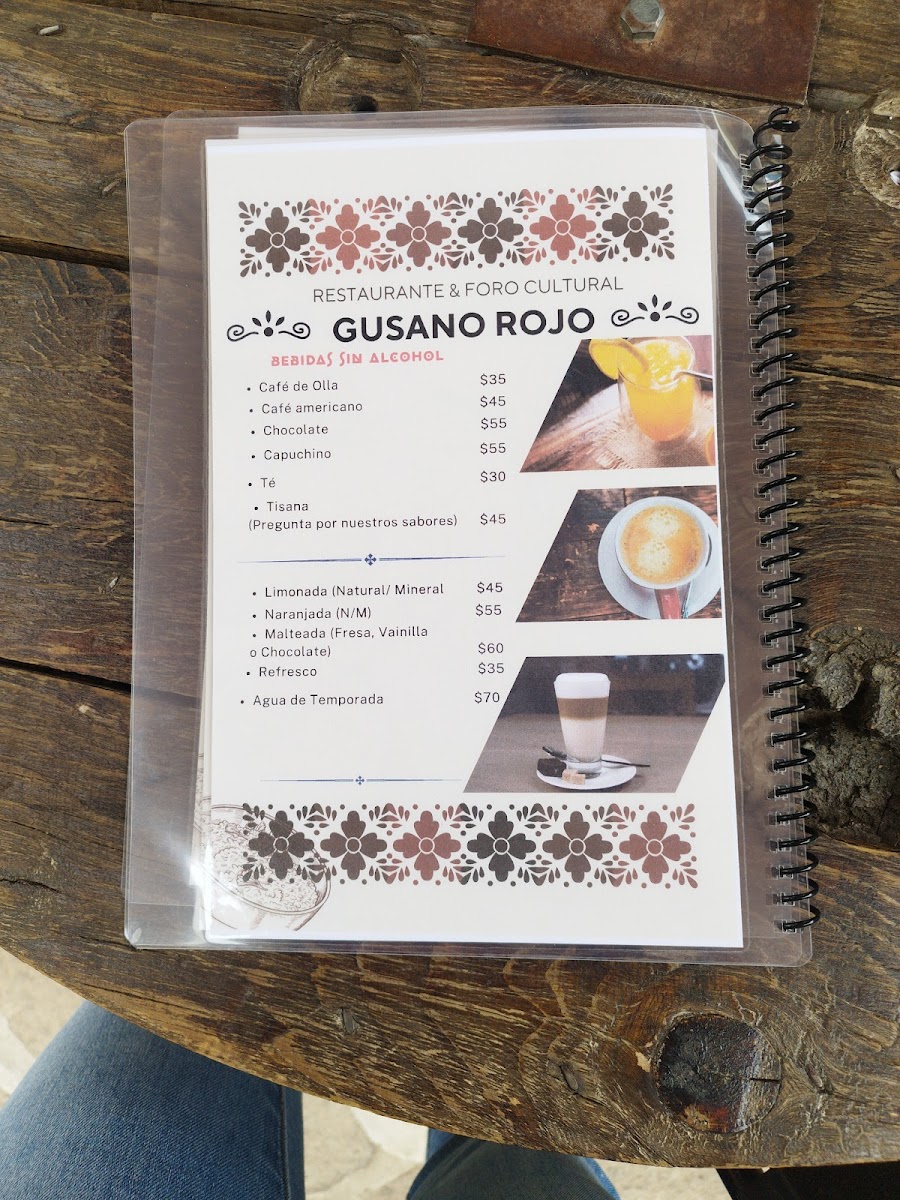 RESTAURANTE & FORO CULTURAL
GUSANO ROJO
BEBIDAS SIN ALCOHOL
• Café de Olla $35
• Café americano $45
• Chocolate $55
• Capuchino $55
• Té $30
• Tisana
(Pregunta por nuestros sabores) $45
• Limonada (Natural/ Mineral $45
• Naranjada (N/M) $55
• Malteada (Fresa, Vainilla
o Chocolate) $60
• Refresco $35
• Agua de Temporada $70